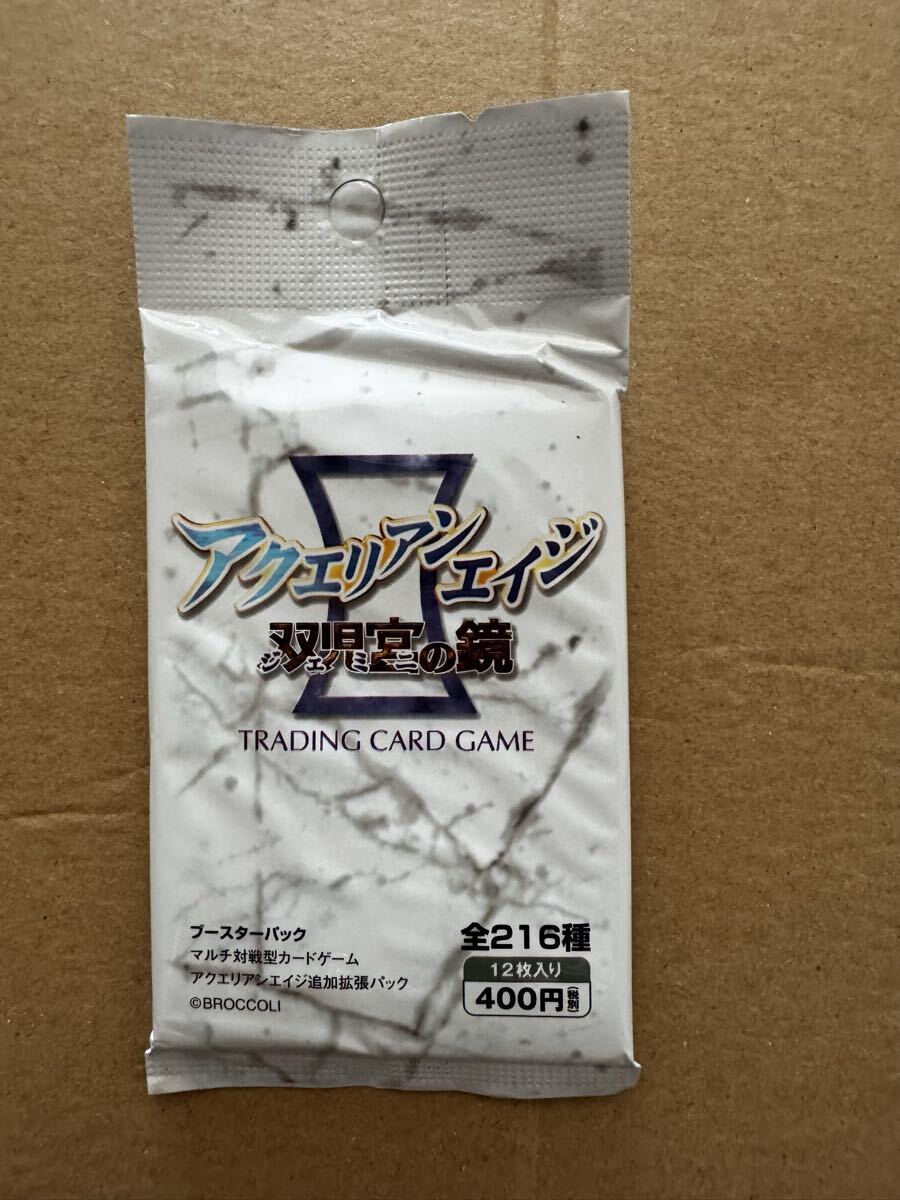 アクエリアンエイジ
双児宮の鏡
ジェミニ
TRADING CARD GAME
ブースターパック
マルチ対戦型カードゲーム
アクエリアンエイジ追加拡張パック
©BROCCOLI
全216種
12枚入り
400円(税別)